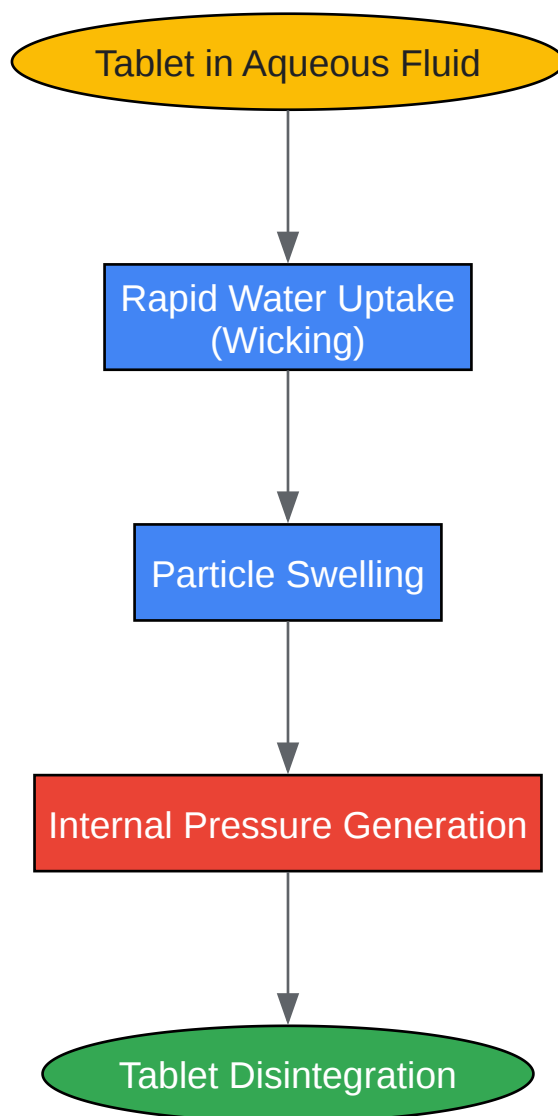 Tablet in Aqueous Fluid
Rapid Water Uptake
(Wicking)
Particle Swelling
Internal Pressure Generation
Tablet Disintegration